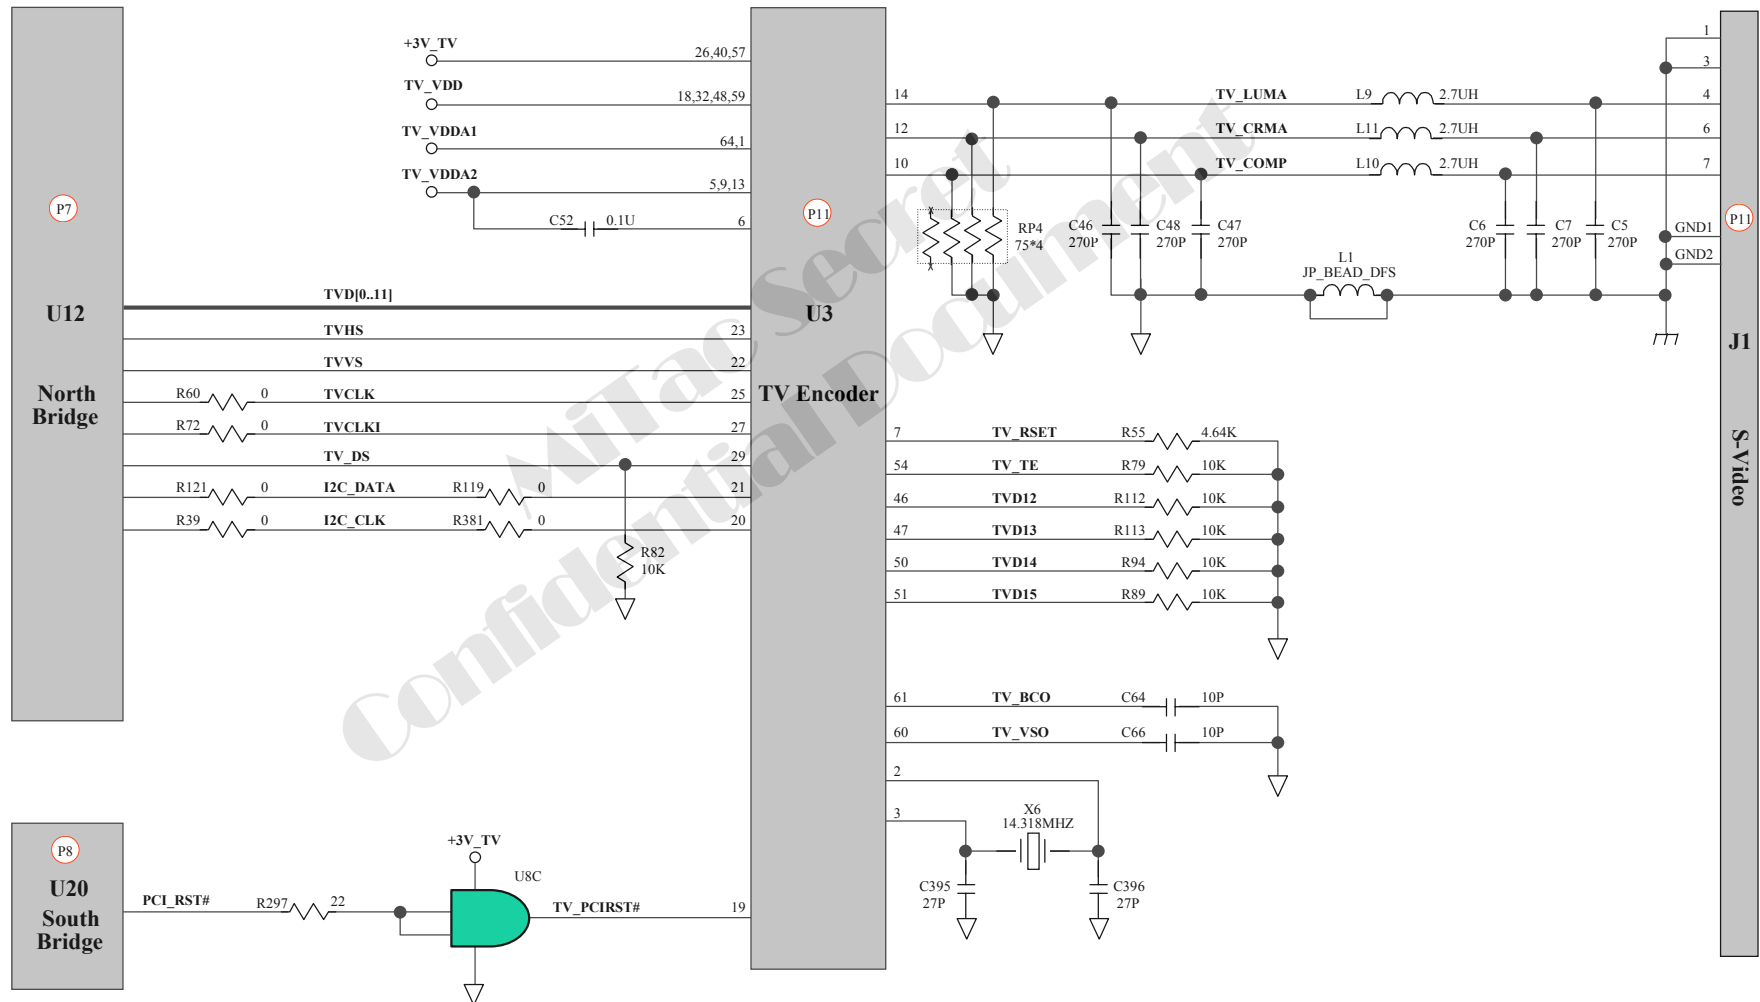 +3V_TV
26,40,57
TV_VDD
18,32,48,59
TV_VDDA1
64,1
TV_VDDA2
5,9,13
C52 0.1U 6
P7
U12
North
Bridge
TVD[0..11]
TVHS 23
TVVS 22
R60 0 TVCLK 25
R72 0 TVCLKI 27
TV_DS 29
R121 0 I2C_DATA R119 0 21
R39 0 I2C_CLK R381 0 20
R82
10K
P11
U3
TV Encoder
14 TV_LUMA L9 2.7UH 4
12 TV_CRMA L11 2.7UH 6
10 TV_COMP L10 2.7UH 7
1
3
RP4
75*4
C46
270P
C48
270P
C47
270P
L1
JP_BEAD_DFS
C6
270P
C7
270P
C5
270P
GND1
GND2
P11
J1
S-Video
7 TV_RSET R55 4.64K
54 TV_TE R79 10K
46 TVD12 R112 10K
47 TVD13 R113 10K
50 TVD14 R94 10K
51 TVD15 R89 10K
61 TV_BCO C64 10P
60 TV_VSO C66 10P
2
3
X6
14.318MHZ
C395
27P
C396
27P
P8
U20
South
Bridge
PCI_RST# R297 22
+3V_TV
U8C
TV_PCIRST# 19
MiTac Secret
Confidential Document